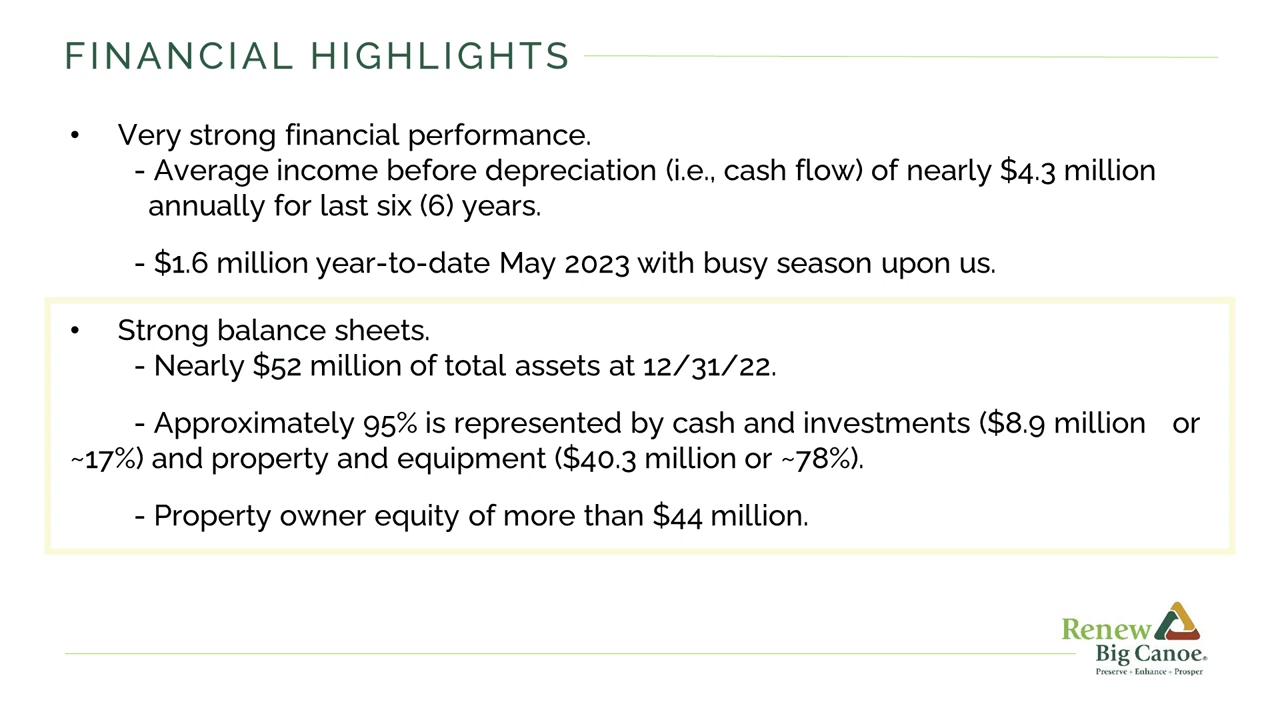 FINANCIAL HIGHLIGHTS
• Very strong financial performance.
- Average income before depreciation (i.e., cash flow) of nearly $4.3 million
annually for last six (6) years.
- $1.6 million year-to-date May 2023 with busy season upon us.
• Strong balance sheets.
- Nearly $52 million of total assets at 12/31/22.
- Approximately 95% is represented by cash and investments ($8.9 million or
~17%) and property and equipment ($40.3 million or ~78%).
- Property owner equity of more than $44 million.
Renew
Big Canoe®
Preserve + Enhance + Prosper